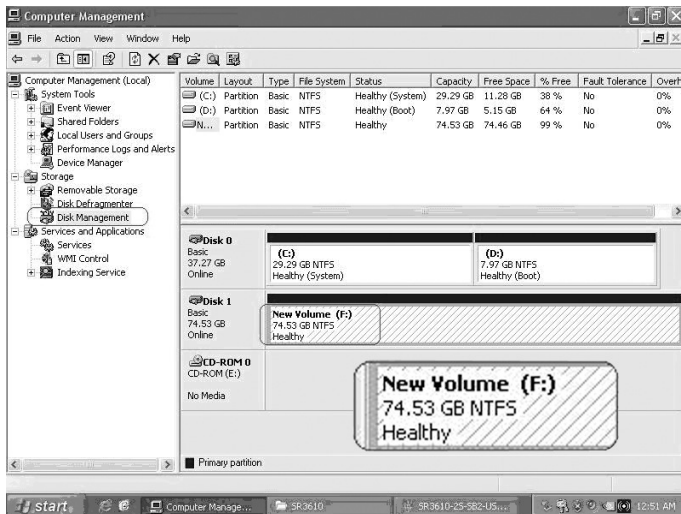 Computer Management
File Action View Window Help
Computer Management (Local)
System Tools
Event Viewer
Shared Folders
Local Users and Groups
Performance Logs and Alerts
Device Manager
Storage
Removable Storage
Disk Defragmenter
Disk Management
Services and Applications
Services
WMI Control
Indexing Service
Volume Layout Type File System Status Capacity Free Space % Free Fault Tolerance Overh
(C:) Partition Basic NTFS Healthy (System) 29.29 GB 11.28 GB 38 % No 0%
(D:) Partition Basic NTFS Healthy (Boot) 7.97 GB 5.15 GB 64 % No 0%
N... Partition Basic NTFS Healthy 74.53 GB 74.46 GB 99 % No 0%
Disk 0
Basic
37.27 GB
Online
(C:)
29.29 GB NTFS
Healthy (System)
(D:)
7.97 GB NTFS
Healthy (Boot)
Disk 1
Basic
74.53 GB
Online
New Volume (F:)
74.53 GB NTFS
Healthy
CD-ROM 0
CD-ROM (E:)
No Media
New Volume (F:)
74.53 GB NTFS
Healthy
Primary partition
start Computer Manage... SR3610 SR3610-2S-SB2-US... 12:51 AM